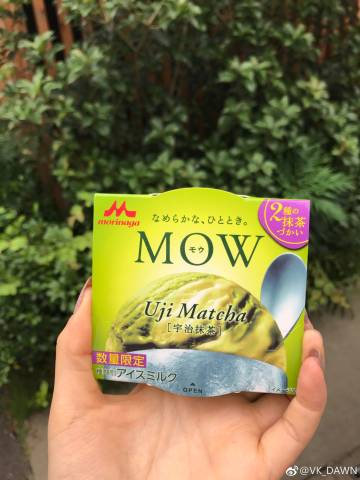 morinaga
なめらかな、ひととき。
2種の
抹茶
づかい
MOW
モウ
Uji Matcha
[宇治抹茶]
数量限定
アイスミルク
OPEN
@VK_DAWN